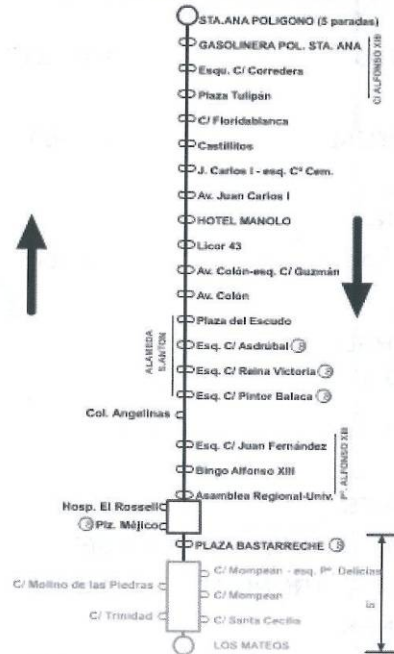 STA.ANA POLIGONO (5 paradas)
GASOLINERA POL. STA. ANA
Esqu. C/ Corredera
Plaza Tulipán
C/ ALFONSO XIII
C/ Floridablanca
Castillitos
J. Carlos I - esq. Cº Cem.
Av. Juan Carlos I
HOTEL MANOLO
Licor 43
Av. Colón-esq. C/ Guzmán
Av. Colón
Plaza del Escudo
Esq. C/ Asdrúbal
Esq. C/ Reina Victoria
Esq. C/ Pintor Balaca
ALAMEDA
S.ANTON
Col. Angelinas
Esq. C/ Juan Fernández
Bingo Alfonso XIII
Asamblea Regional-Univ.
Pº. ALFONSO XIII
Hosp. El Rossell
Plz. Méjico
PLAZA BASTARRECHE
C/ Mompean - esq. Pº. Delicias
C/ Molino de las Piedras
C/ Mompean
C/ Trinidad
C/ Santa Cecilia
LOS MATEOS